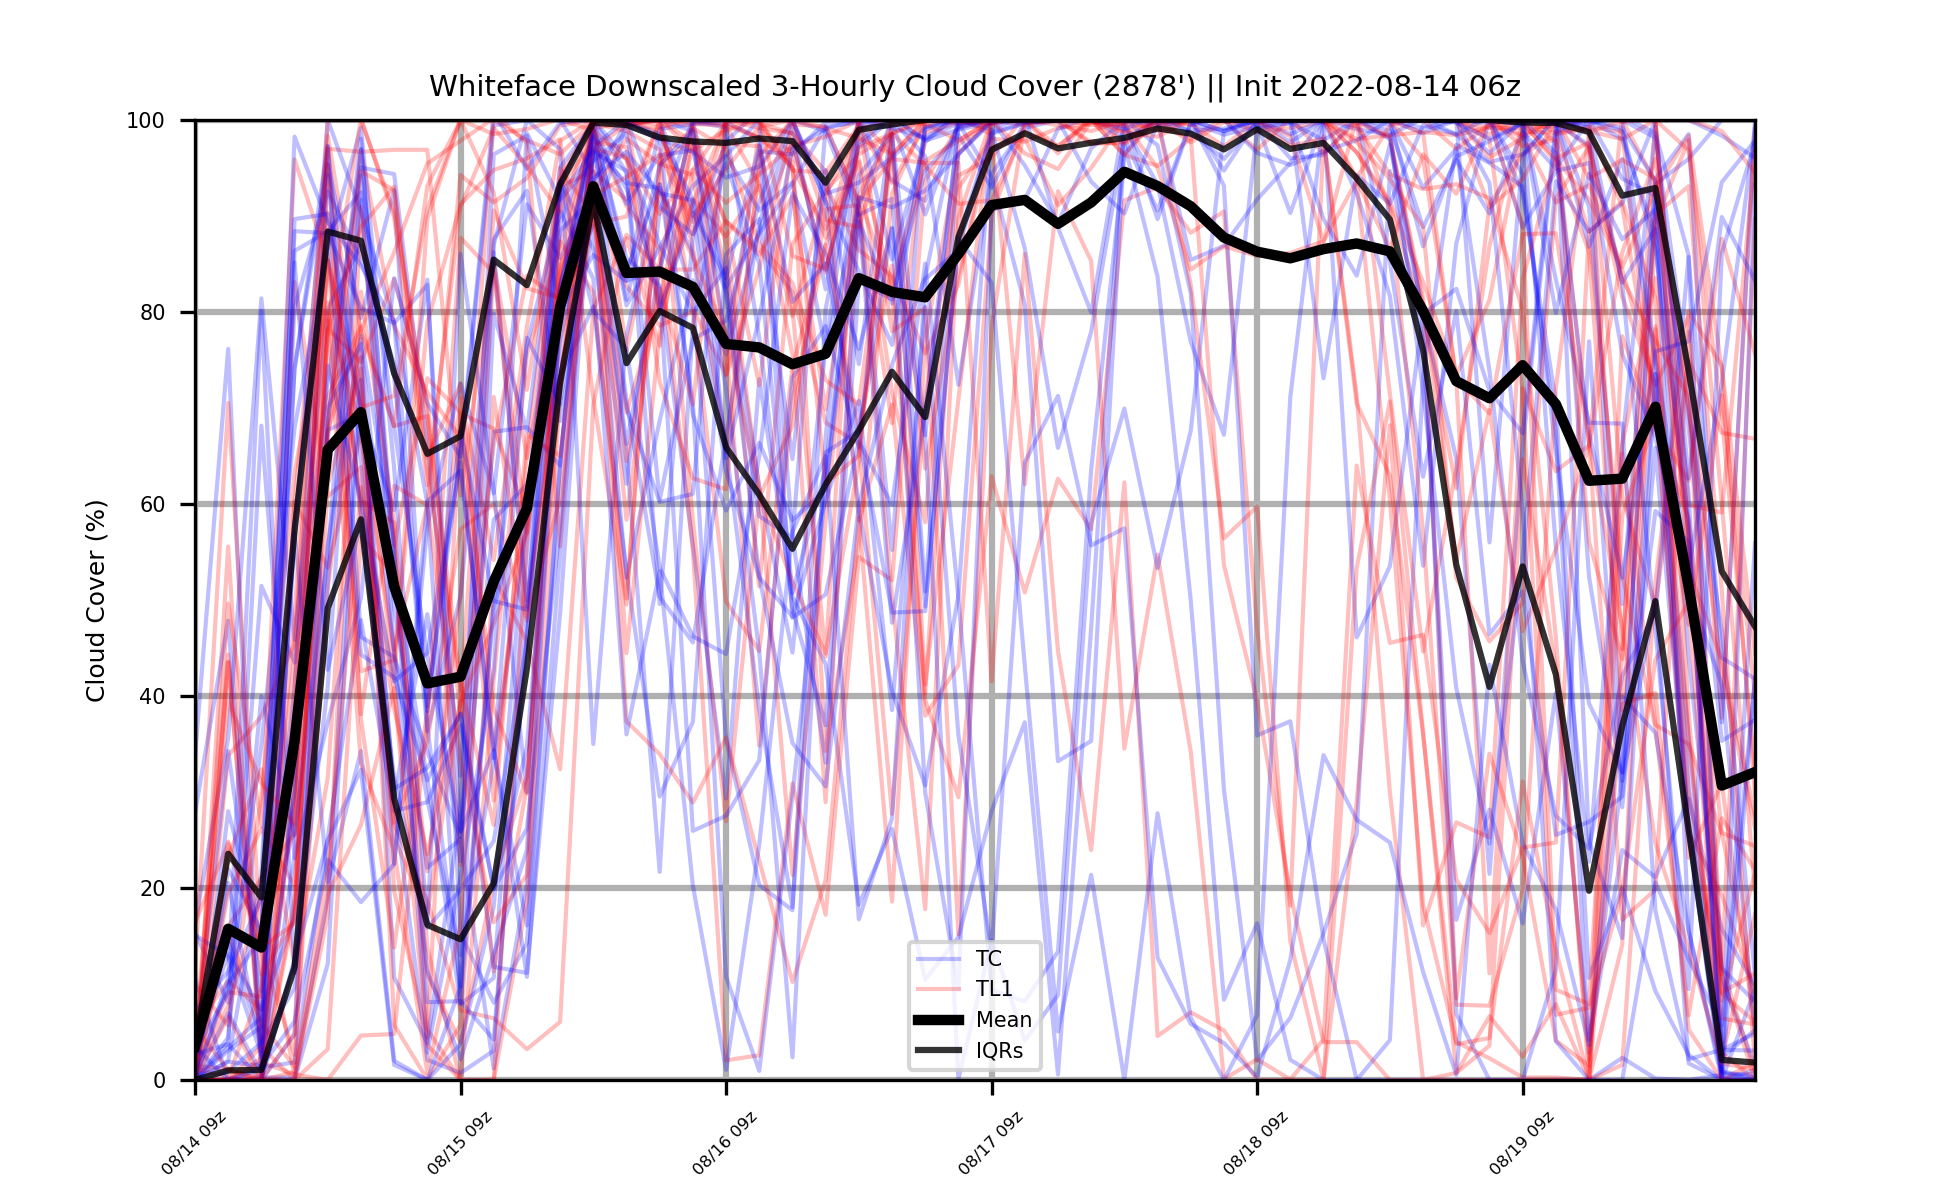 Whiteface Downscaled 3-Hourly Cloud Cover (2878') || Init 2022-08-14 06z
Cloud Cover (%)
100
80
60
40
20
0
TC
TL1
Mean
IQRs
08/14 09z
08/15 09z
08/16 09z
08/17 09z
08/18 09z
08/19 09z